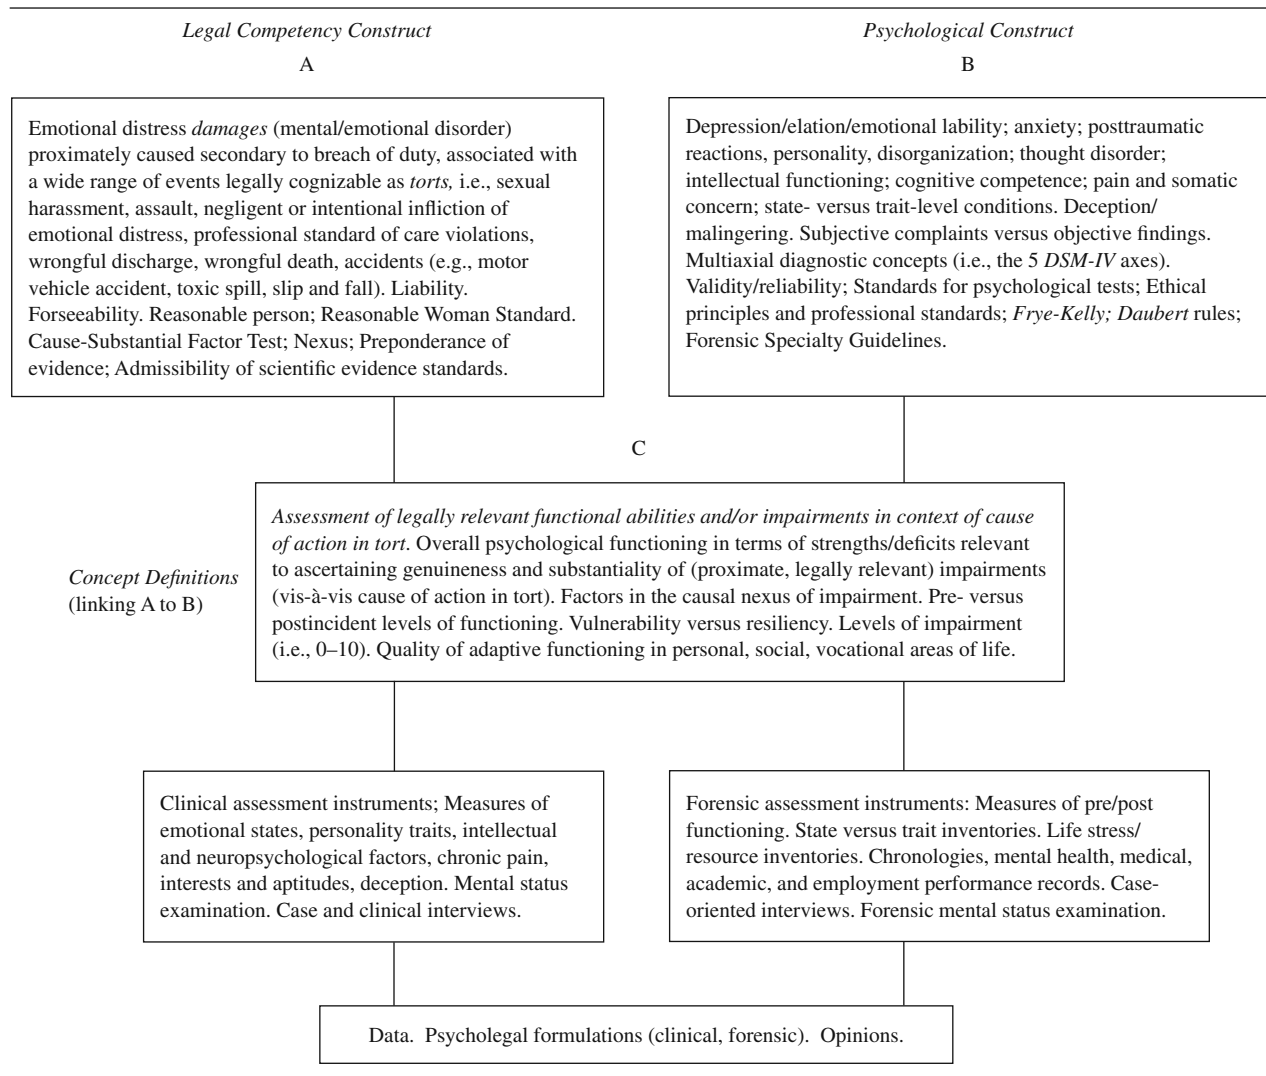 Legal Competency Construct
A
Psychological Construct
B
Emotional distress damages (mental/emotional disorder)
proximately caused secondary to breach of duty, associated with
a wide range of events legally cognizable as torts, i.e., sexual
harassment, assault, negligent or intentional infliction of
emotional distress, professional standard of care violations,
wrongful discharge, wrongful death, accidents (e.g., motor
vehicle accident, toxic spill, slip and fall). Liability.
Forseeability. Reasonable person; Reasonable Woman Standard.
Cause-Substantial Factor Test; Nexus; Preponderance of
evidence; Admissibility of scientific evidence standards.
Depression/elation/emotional lability; anxiety; posttraumatic
reactions, personality, disorganization; thought disorder;
intellectual functioning; cognitive competence; pain and somatic
concern; state- versus trait-level conditions. Deception/
malingering. Subjective complaints versus objective findings.
Multiaxial diagnostic concepts (i.e., the 5 DSM-IV axes).
Validity/reliability; Standards for psychological tests; Ethical
principles and professional standards; Frye-Kelly; Daubert rules;
Forensic Specialty Guidelines.
C
Concept Definitions
(linking A to B)
Assessment of legally relevant functional abilities and/or impairments in context of cause
of action in tort. Overall psychological functioning in terms of strengths/deficits relevant
to ascertaining genuineness and substantiality of (proximate, legally relevant) impairments
(vis-à-vis cause of action in tort). Factors in the causal nexus of impairment. Pre- versus
postincident levels of functioning. Vulnerability versus resiliency. Levels of impairment
(i.e., 0–10). Quality of adaptive functioning in personal, social, vocational areas of life.
Clinical assessment instruments; Measures of
emotional states, personality traits, intellectual
and neuropsychological factors, chronic pain,
interests and aptitudes, deception. Mental status
examination. Case and clinical interviews.
Forensic assessment instruments: Measures of pre/post
functioning. State versus trait inventories. Life stress/
resource inventories. Chronologies, mental health, medical,
academic, and employment performance records. Case-
oriented interviews. Forensic mental status examination.
Data. Psycholegal formulations (clinical, forensic). Opinions.